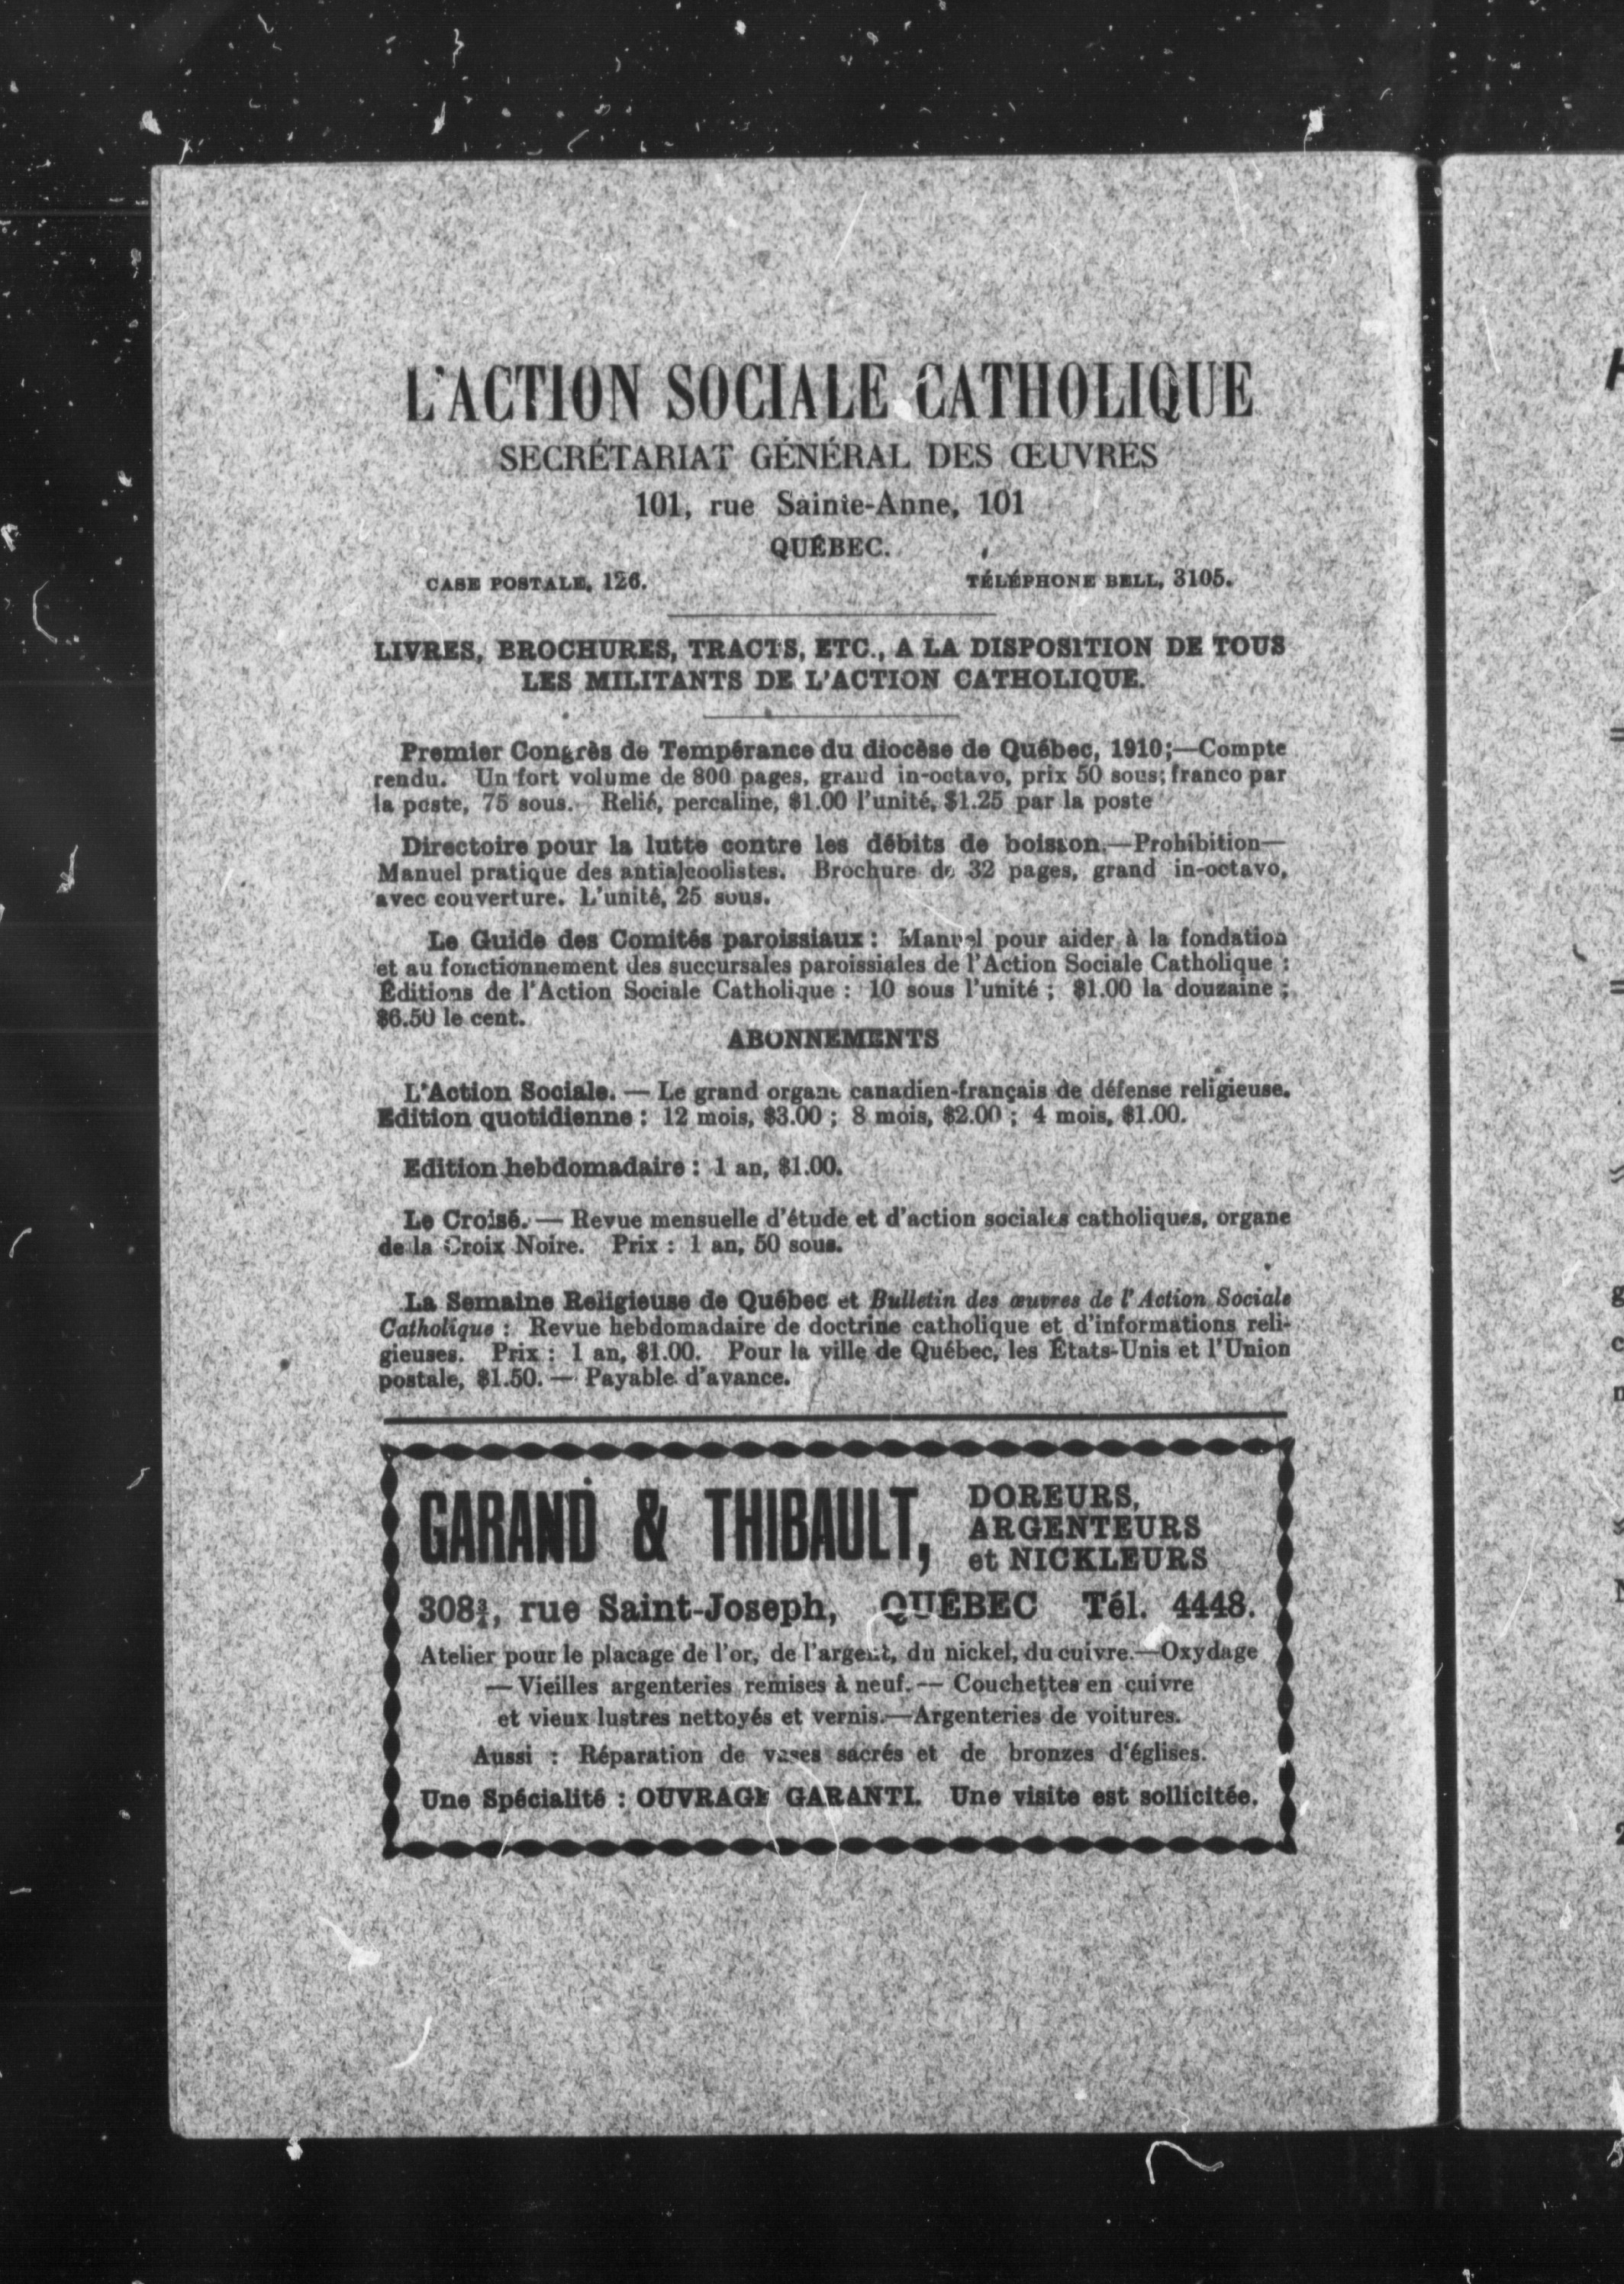 L'ACTION SOCIALE CATHOLIQUE
SECRÉTARIAT GÉNÉRAL DES ŒUVRES
101, rue Sainte-Anne, 101
QUÉBEC.
CASE POSTALE, 126. TÉLÉPHONE BELL, 3105.
LIVRES, BROCHURES, TRACTS, ETC., A LA DISPOSITION DE TOUS
LES MILITANTS DE L'ACTION CATHOLIQUE.
Premier Congrès de Tempérance du diocèse de Québec, 1910;—Compte
rendu. Un fort volume de 800 pages, grand in-octavo, prix 50 sous; franco par
la poste, 75 sous. Relié, percaline, $1.00 l'unité, $1.25 par la poste
Directoire pour la lutte contre les débits de boisson.—Prohibition—
Manuel pratique des antialcoolistes. Brochure de 32 pages, grand in-octavo,
avec couverture. L'unité, 25 sous.
Le Guide des Comités paroissiaux : Manuel pour aider à la fondation
et au fonctionnement des succursales paroissiales de l'Action Sociale Catholique :
Éditions de l'Action Sociale Catholique : 10 sous l'unité ; $1.00 la douzaine ;
$6.50 le cent.
ABONNEMENTS
L'Action Sociale. — Le grand organe canadien-français de défense religieuse.
Edition quotidienne : 12 mois, $3.00 ; 8 mois, $2.00 ; 4 mois, $1.00.
Edition hebdomadaire : 1 an, $1.00.
Le Croisé. — Revue mensuelle d'étude et d'action sociales catholiques, organe
de la Croix Noire. Prix : 1 an, 50 sous.
La Semaine Religieuse de Québec et Bulletin des œuvres de l'Action Sociale
Catholique : Revue hebdomadaire de doctrine catholique et d'informations reli-
gieuses. Prix : 1 an, $1.00. Pour la ville de Québec, les États-Unis et l'Union
postale, $1.50. — Payable d'avance.
GARAND & THIBAULT,
DOREURS,
ARGENTEURS
et NICKLEURS
308¾, rue Saint-Joseph, QUÉBEC Tél. 4448.
Atelier pour le placage de l'or, de l'argent, du nickel, du cuivre.—Oxydage
— Vieilles argenteries remises à neuf. — Couchettes en cuivre
et vieux lustres nettoyés et vernis.—Argenteries de voitures.
Aussi : Réparation de vases sacrés et de bronzes d'églises.
Une Spécialité : OUVRAGE GARANTI. Une visite est sollicitée.